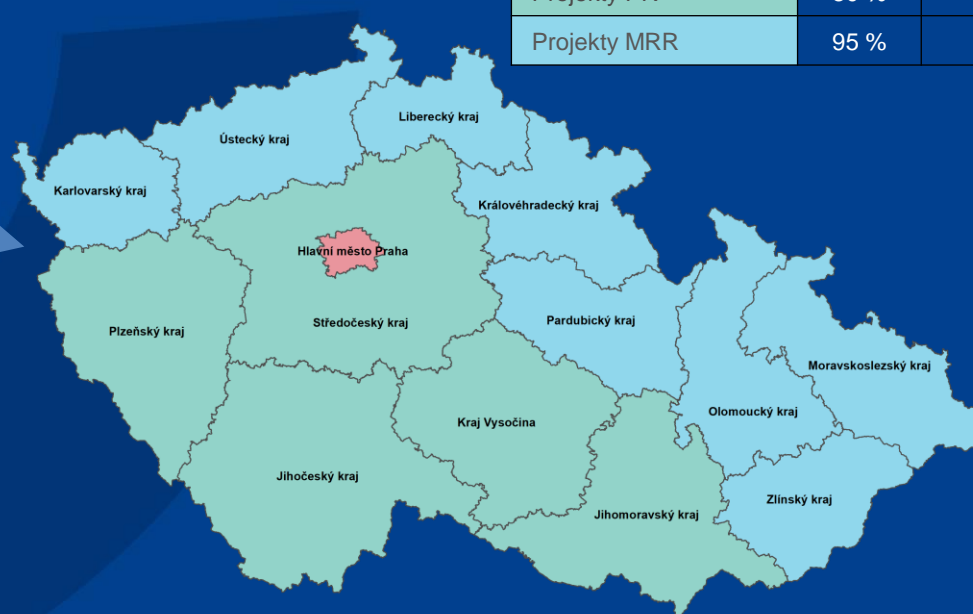 Projekty MRR 95 %
Liberecký kraj
Ústecký kraj
Karlovarský kraj
Královéhradecký kraj
Hlavní město Praha
Středočeský kraj
Pardubický kraj
Plzeňský kraj
Moravskoslezský kraj
Olomoucký kraj
Kraj Vysočina
Jihočeský kraj
Zlínský kraj
Jihomoravský kraj